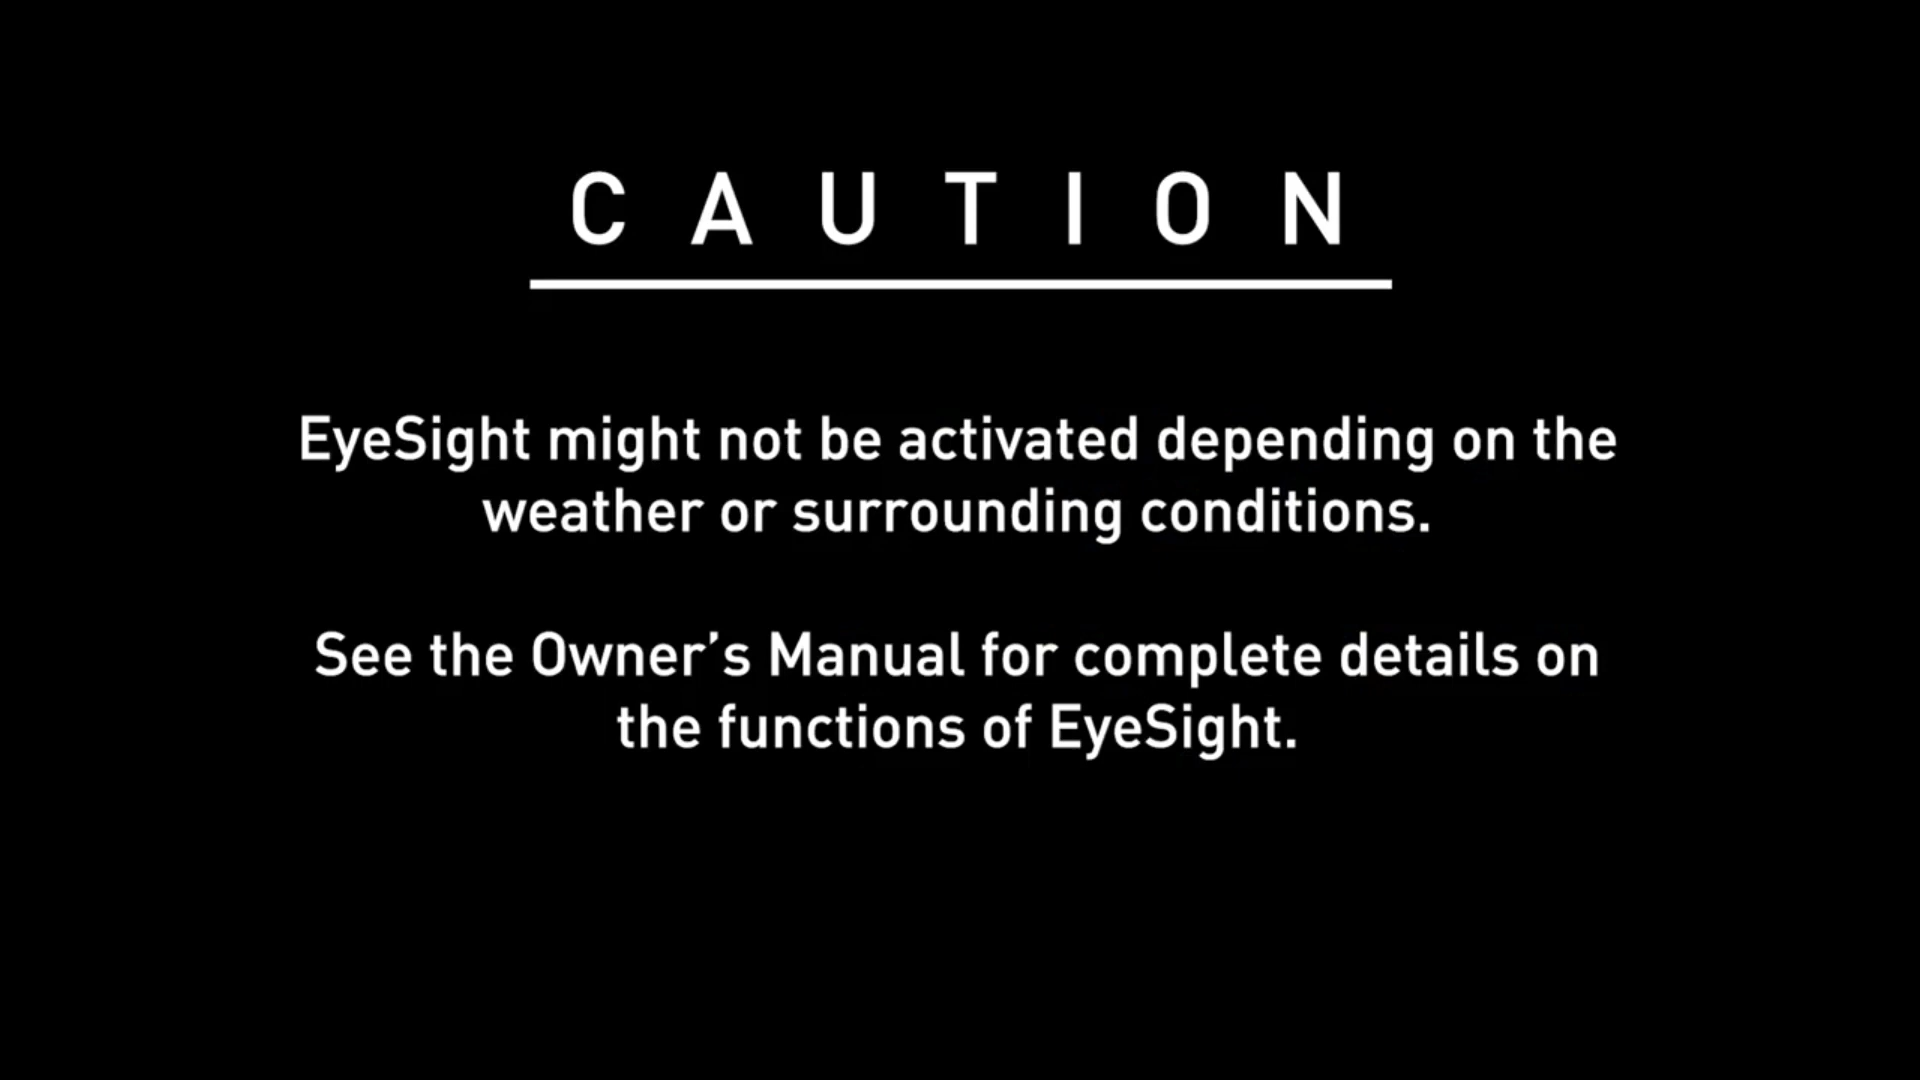 CAUTION
EyeSight might not be activated depending on the
weather or surrounding conditions.
See the Owner’s Manual for complete details on
the functions of EyeSight.